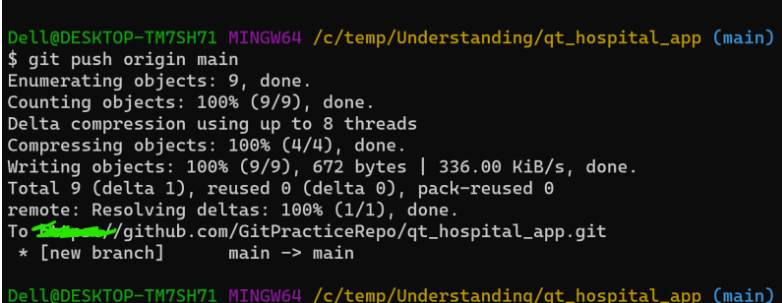 Dell@DESKTOP-TM7SH71 MINGW64 /c/temp/Understanding/qt_hospital_app (main)
$ git push origin main
Enumerating objects: 9, done.
Counting objects: 100% (9/9), done.
Delta compression using up to 8 threads
Compressing objects: 100% (4/4), done.
Writing objects: 100% (9/9), 672 bytes | 336.00 KiB/s, done.
Total 9 (delta 1), reused 0 (delta 0), pack-reused 0
remote: Resolving deltas: 100% (1/1), done.
To //github.com/GitPracticeRepo/qt_hospital_app.git
 * [new branch]      main -> main
Dell@DESKTOP-TM7SH71 MINGW64 /c/temp/Understanding/qt_hospital_app (main)